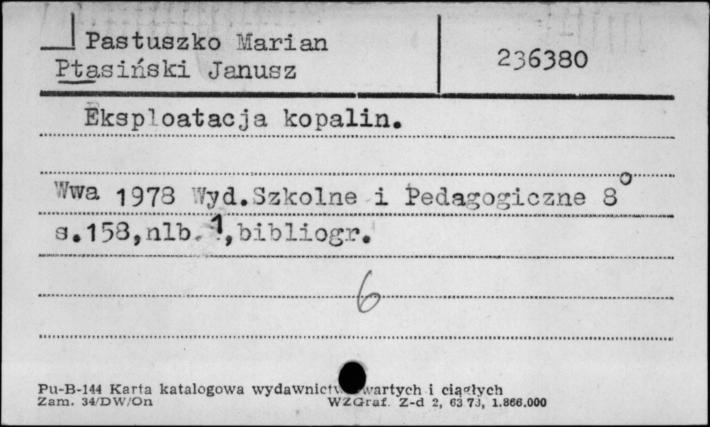 Pastuszko Marian
Ptasiński Janusz
236380
Eksploatacja kopalin.
Wwa 1978 Wyd.Szkolne i Pedagogiczne 8°
s.158,nlb. 1,bibliogr.
6
Pu-B-144 Karta katalogowa wydawnictw zwartych i ciągłych
Zam. 34/DW/On WZGraf. Z-d 2, 63 73, 1.866.000